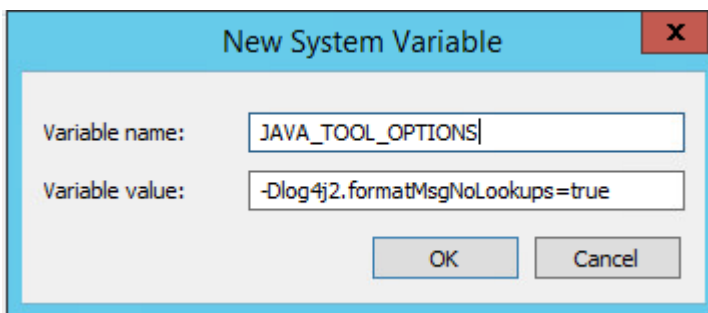 New System Variable
x
Variable name: JAVA_TOOL_OPTIONS
Variable value: -Dlog4j2.formatMsgNoLookups=true
OK Cancel